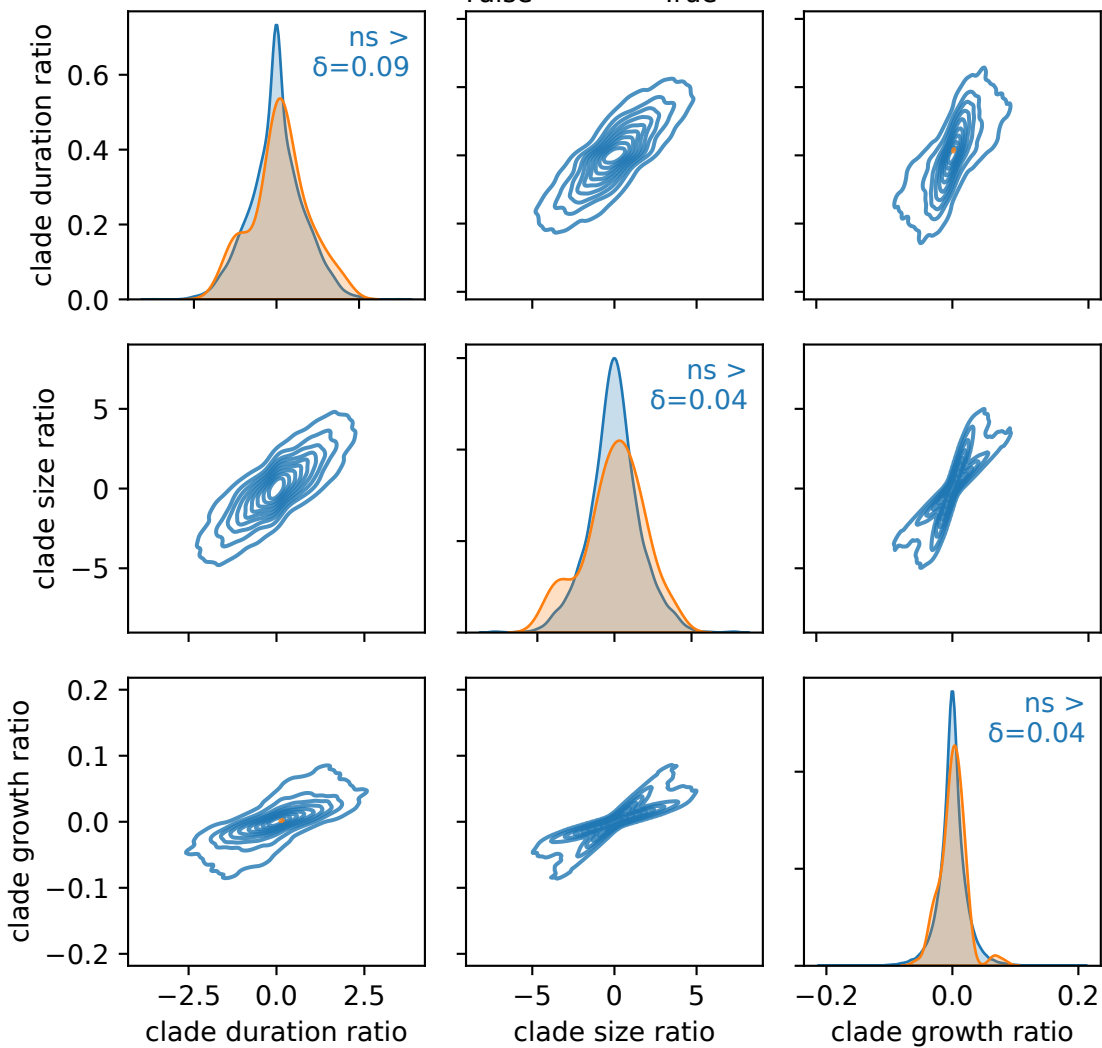 clade duration ratio
0.6
0.4
0.2
0.0
ns >
δ=0.09
clade size ratio
5
0
−5
ns >
δ=0.04
clade growth ratio
0.2
0.1
0.0
−0.1
−0.2
ns >
δ=0.04
−2.5 0.0 2.5
−5 0 5
−0.2 0.0 0.2
clade duration ratio
clade size ratio
clade growth ratio